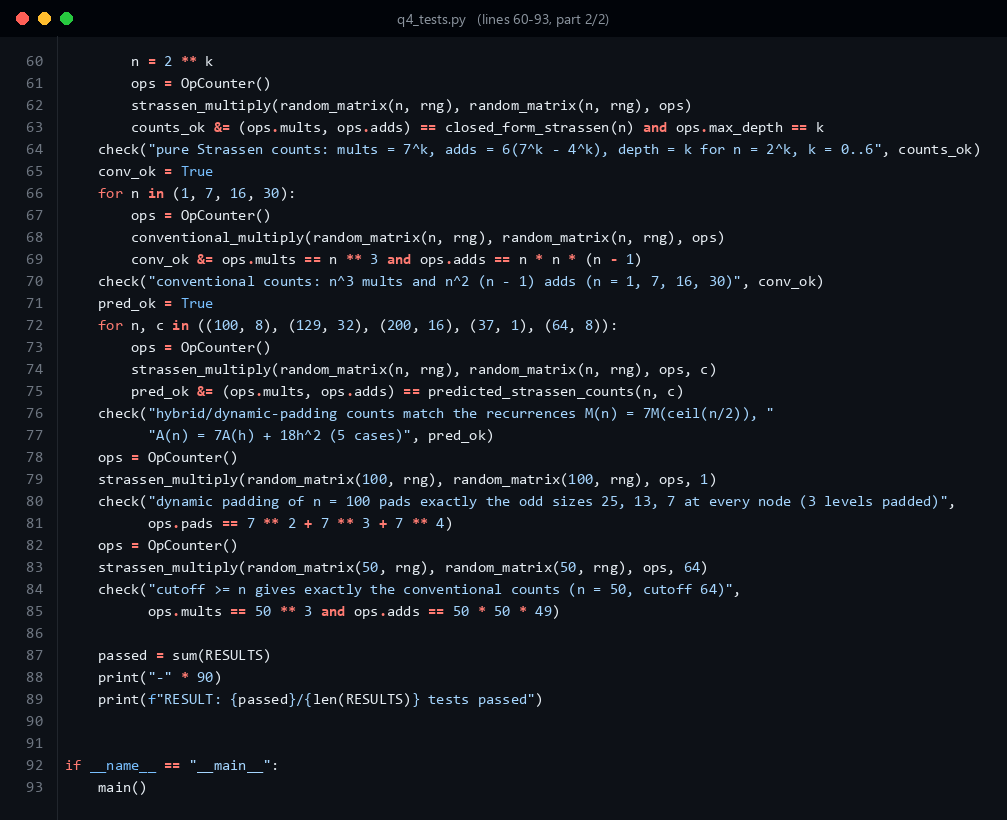 q4_tests.py (lines 60-93, part 2/2)
60         n = 2 ** k
61         ops = OpCounter()
62         strassen_multiply(random_matrix(n, rng), random_matrix(n, rng), ops)
63         counts_ok &= (ops.mults, ops.adds) == closed_form_strassen(n) and ops.max_depth == k
64     check("pure Strassen counts: mults = 7^k, adds = 6(7^k - 4^k), depth = k for n = 2^k, k = 0..6", counts_ok)
65     conv_ok = True
66     for n in (1, 7, 16, 30):
67         ops = OpCounter()
68         conventional_multiply(random_matrix(n, rng), random_matrix(n, rng), ops)
69         conv_ok &= ops.mults == n ** 3 and ops.adds == n * n * (n - 1)
70     check("conventional counts: n^3 mults and n^2 (n - 1) adds (n = 1, 7, 16, 30)", conv_ok)
71     pred_ok = True
72     for n, c in ((100, 8), (129, 32), (200, 16), (37, 1), (64, 8)):
73         ops = OpCounter()
74         strassen_multiply(random_matrix(n, rng), random_matrix(n, rng), ops, c)
75         pred_ok &= (ops.mults, ops.adds) == predicted_strassen_counts(n, c)
76     check("hybrid/dynamic-padding counts match the recurrences M(n) = 7M(ceil(n/2)), "
77           "A(n) = 7A(h) + 18h^2 (5 cases)", pred_ok)
78     ops = OpCounter()
79     strassen_multiply(random_matrix(100, rng), random_matrix(100, rng), ops, 1)
80     check("dynamic padding of n = 100 pads exactly the odd sizes 25, 13, 7 at every node (3 levels padded)",
81           ops.pads == 7 ** 2 + 7 ** 3 + 7 ** 4)
82     ops = OpCounter()
83     strassen_multiply(random_matrix(50, rng), random_matrix(50, rng), ops, 64)
84     check("cutoff >= n gives exactly the conventional counts (n = 50, cutoff 64)",
85           ops.mults == 50 ** 3 and ops.adds == 50 * 50 * 49)
86
87     passed = sum(RESULTS)
88     print("-" * 90)
89     print(f"RESULT: {passed}/{len(RESULTS)} tests passed")
90
91
92 if __name__ == "__main__":
93     main()